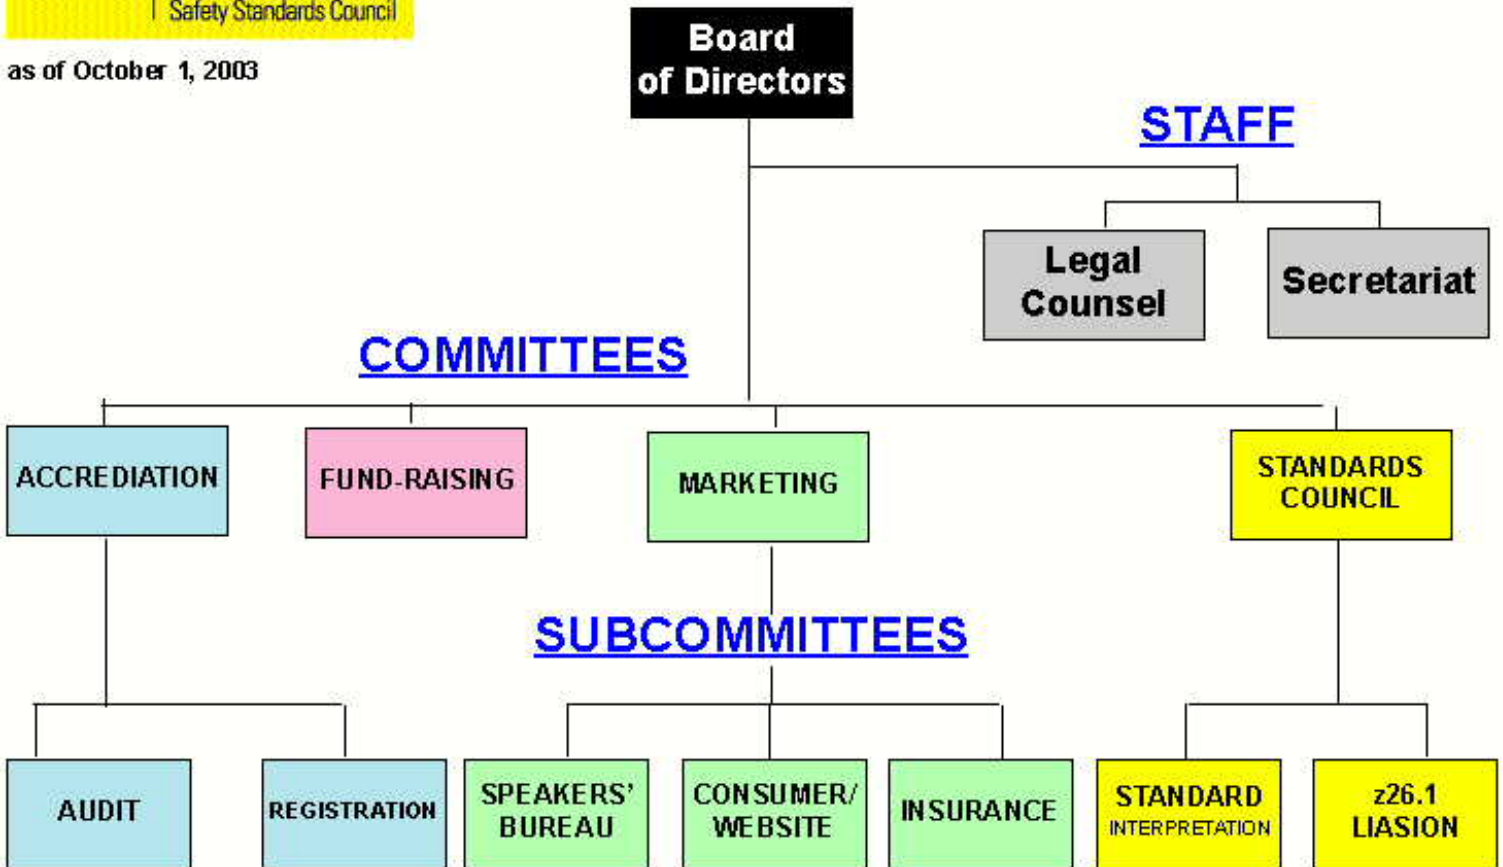 Safety Standards Council
as of October 1, 2003
Board
of Directors
STAFF
Legal
Counsel
Secretariat
COMMITTEES
ACCREDIATION
FUND-RAISING
MARKETING
STANDARDS
COUNCIL
SUBCOMMITTEES
AUDIT
REGISTRATION
SPEAKERS'
BUREAU
CONSUMER/
WEBSITE
INSURANCE
STANDARD
INTERPRETATION
z26.1
LIASION